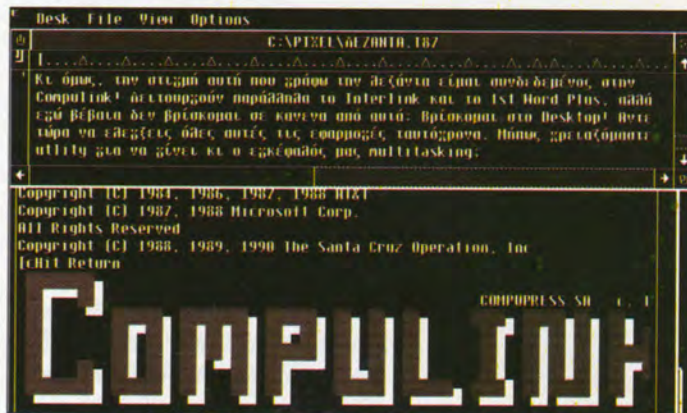 Desk File View Options
C:\PIXEL\ΛEZANTA.187
Κι όμως, την στιγμή αυτή που γράφω την λεζάντα είμαι συνδεδεμένος στην
Compulink! Λειτουργούν παράλληλα το Interlink και το 1st Word Plus, αλλά
εγώ βέβαια δεν βρίσκομαι σε κανένα από αυτά: Βρίσκομαι στο Desktop! Άντε
τώρα να ελέγξεις όλες αυτές τις εφαρμογές ταυτόχρονα. Μήπως χρειαζόμαστε
utility για να γίνει κι ο εγκέφαλός μας multitasking;
Copyright (C) 1984, 1986, 1987, 1988 AT&T
Copyright (C) 1987, 1988 Microsoft Corp.
All Rights Reserved
Copyright (C) 1988, 1989, 1990 The Santa Cruz Operation, Inc
[cHit Return
COMPUPRESS SA
COMPULINK